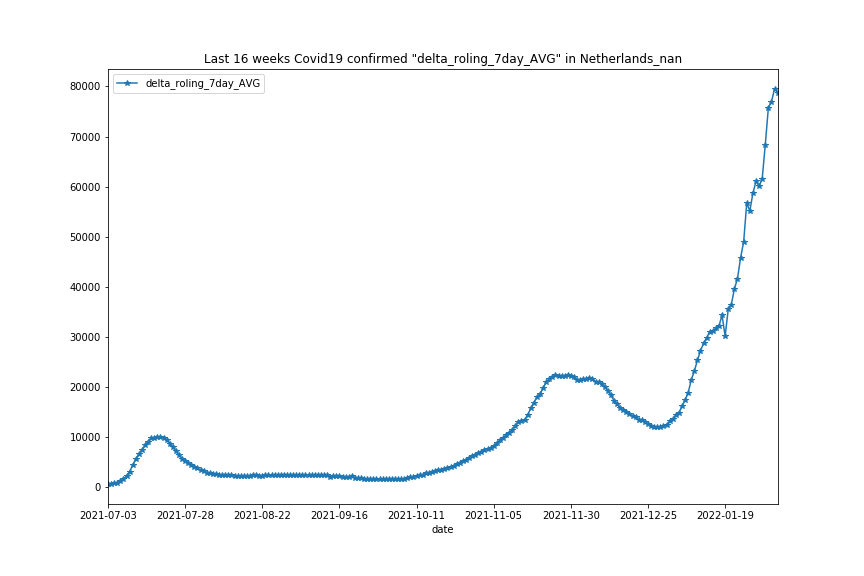 Last 16 weeks Covid19 confirmed "delta_roling_7day_AVG" in Netherlands_nan
delta_roling_7day_AVG
80000
70000
60000
50000
40000
30000
20000
10000
0
2021-07-03 2021-07-28 2021-08-22 2021-09-16 2021-10-11 2021-11-05 2021-11-30 2021-12-25 2022-01-19
date